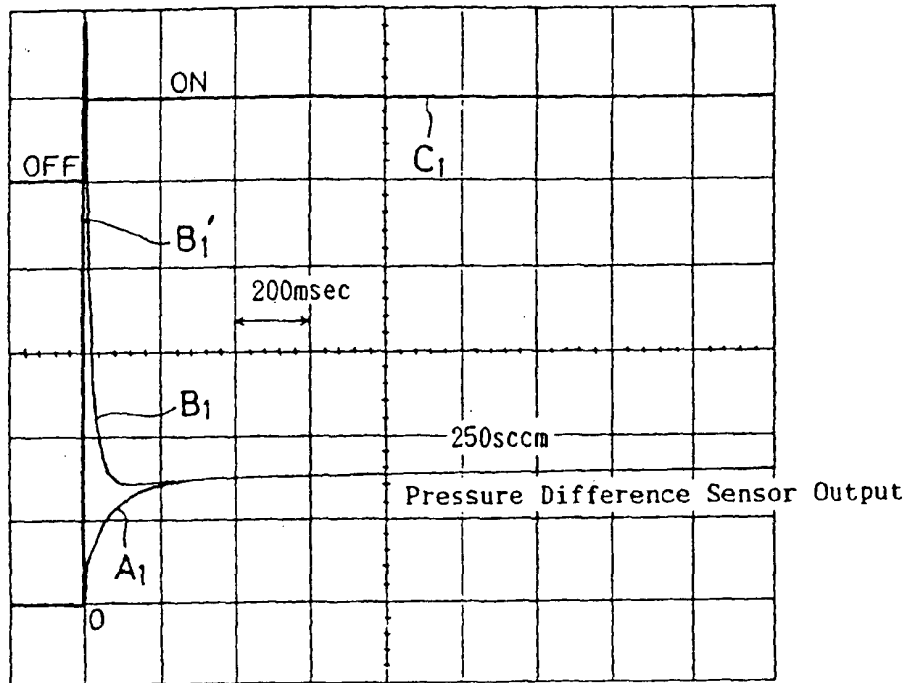 ON
C₁
OFF
B₁′
200msec
B₁
250sccm
Pressure Difference Sensor Output
A₁
0